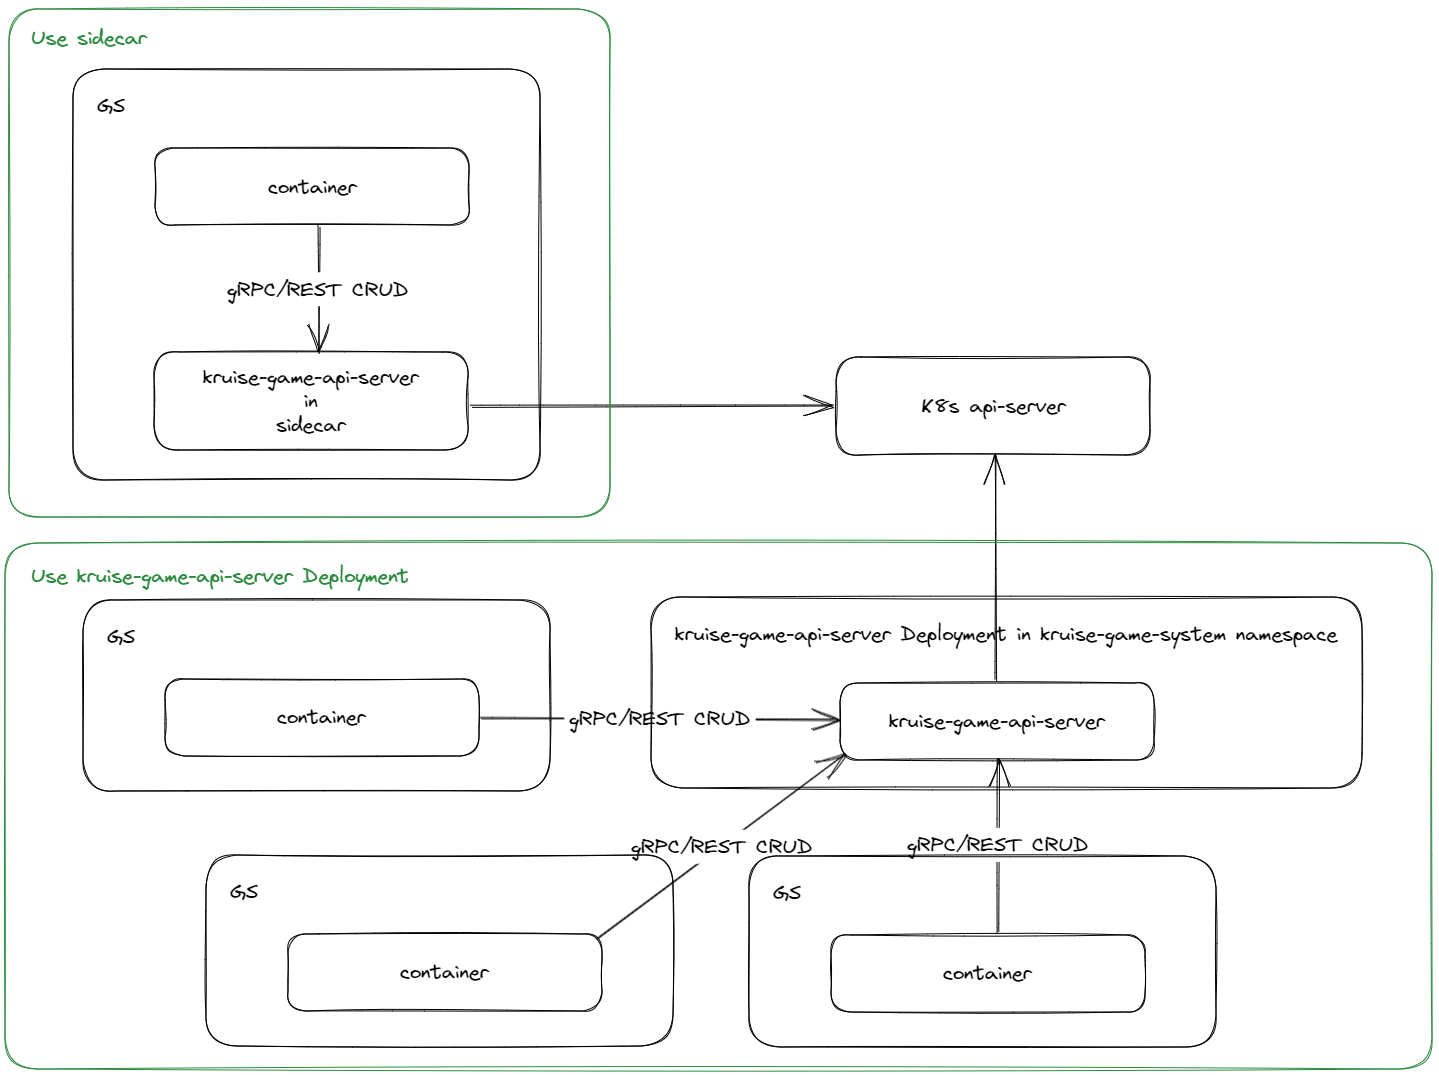 Use sidecar
GS
container
gRPC/REST CRUD
kruise-game-api-server
in
sidecar
K8s api-server
Use kruise-game-api-server Deployment
GS
kruise-game-api-server Deployment in kruise-game-system namespace
container
gRPC/REST CRUD
kruise-game-api-server
gRPC/REST CRUD
gRPC/REST CRUD
GS
GS
container
container